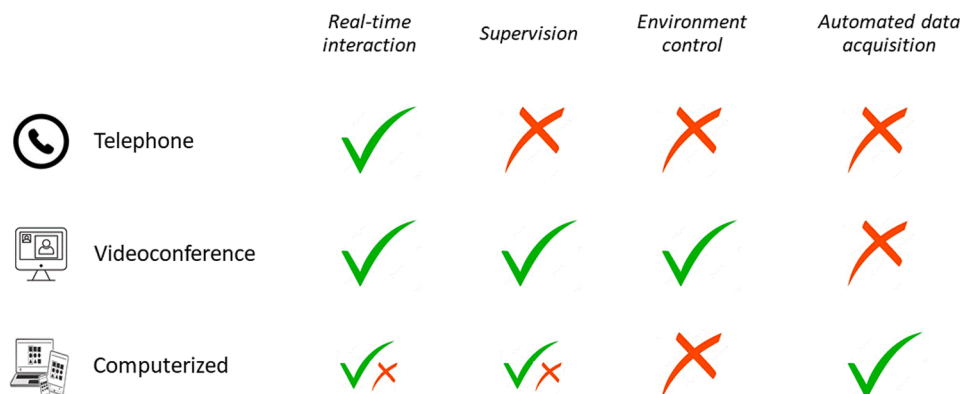 Real-time
interaction
Supervision
Environment
control
Automated data
acquisition
Telephone
Videoconference
Computerized